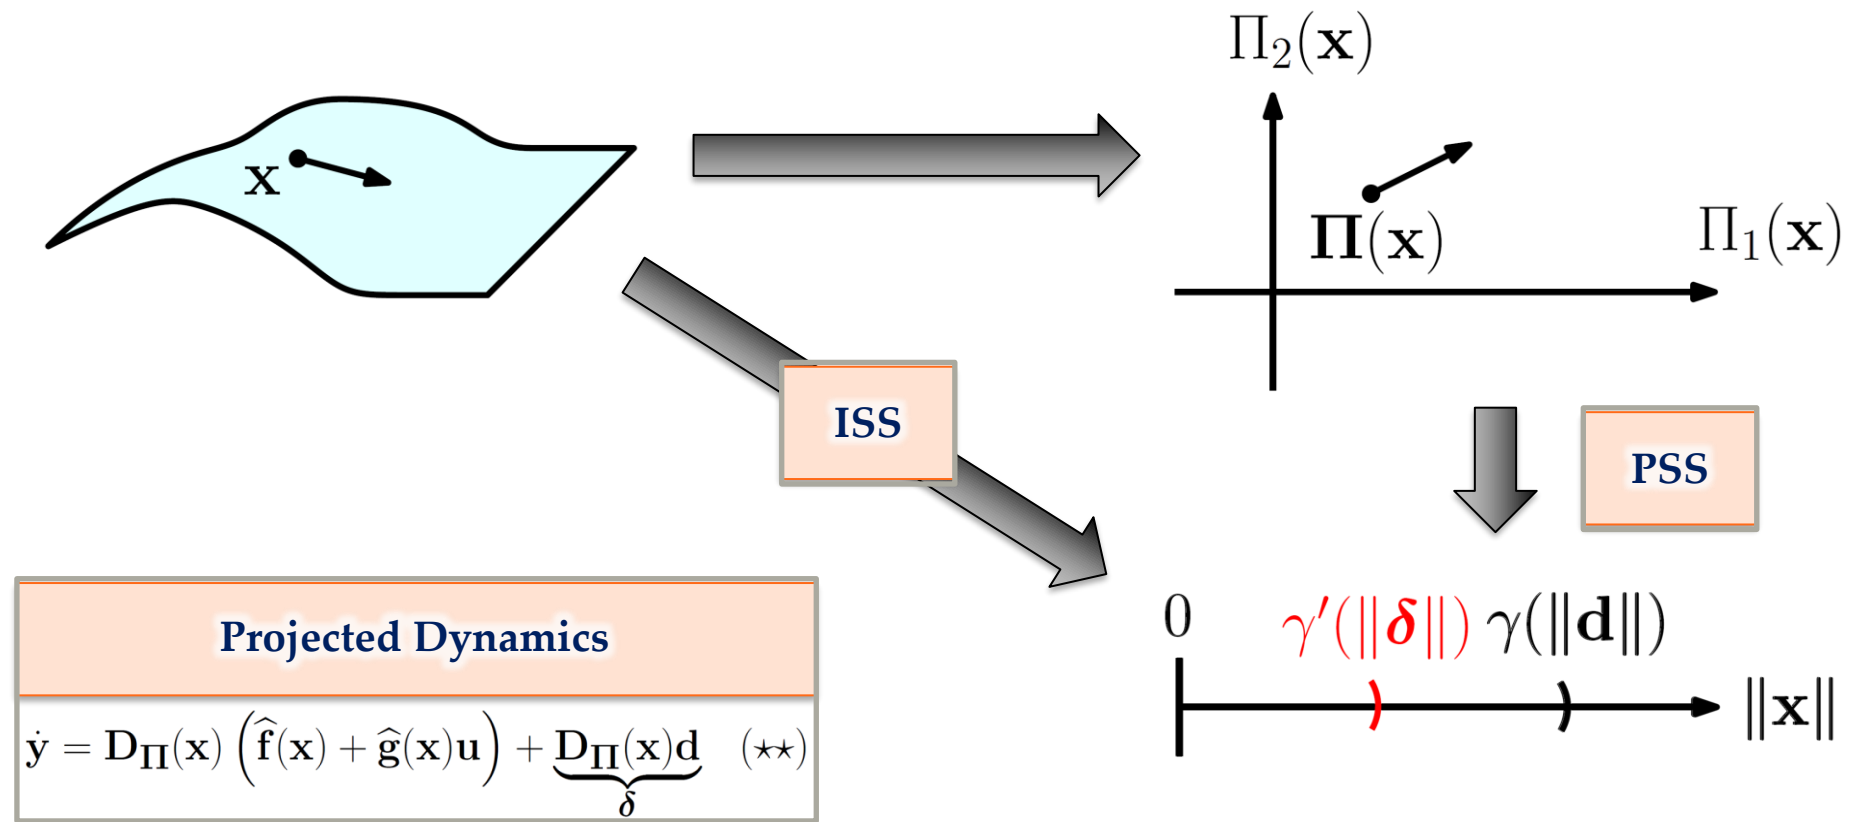 Π₂(𝐱)
𝐱
𝚷(𝐱)
Π₁(𝐱)
ISS
PSS
Projected Dynamics
𝐲̇ = 𝐃_𝚷(𝐱) (𝐟̂(𝐱) + 𝐠̂(𝐱)𝐮) + 𝐃_𝚷(𝐱)𝐝 (⋆⋆)
𝜹
0 γ′(‖𝜹‖) γ(‖𝐝‖)
‖𝐱‖